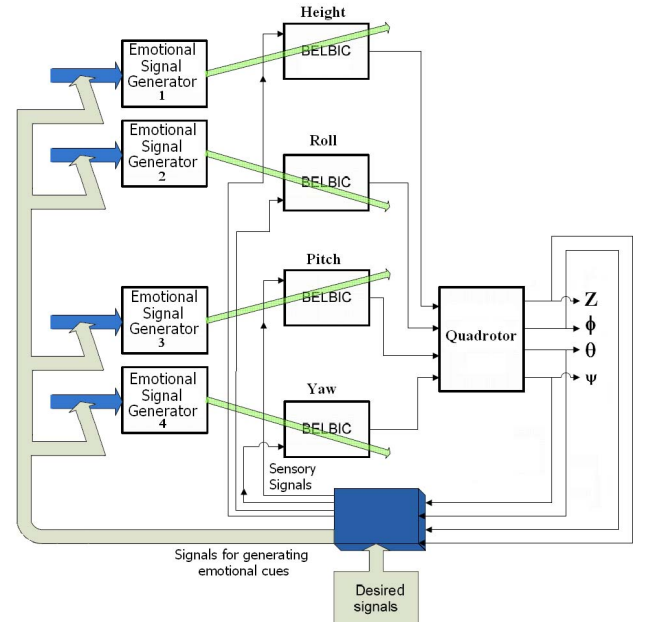 Height
Emotional
Signal
Generator
1
BELBIC
Emotional
Signal
Generator
2
Roll
BELBIC
Pitch
BELBIC
Emotional
Signal
Generator
3
Quadrotor
Z
ϕ
θ
ψ
Emotional
Signal
Generator
4
Yaw
BELBIC
Sensory
Signals
Signals for generating
emotional cues
Desired
signals